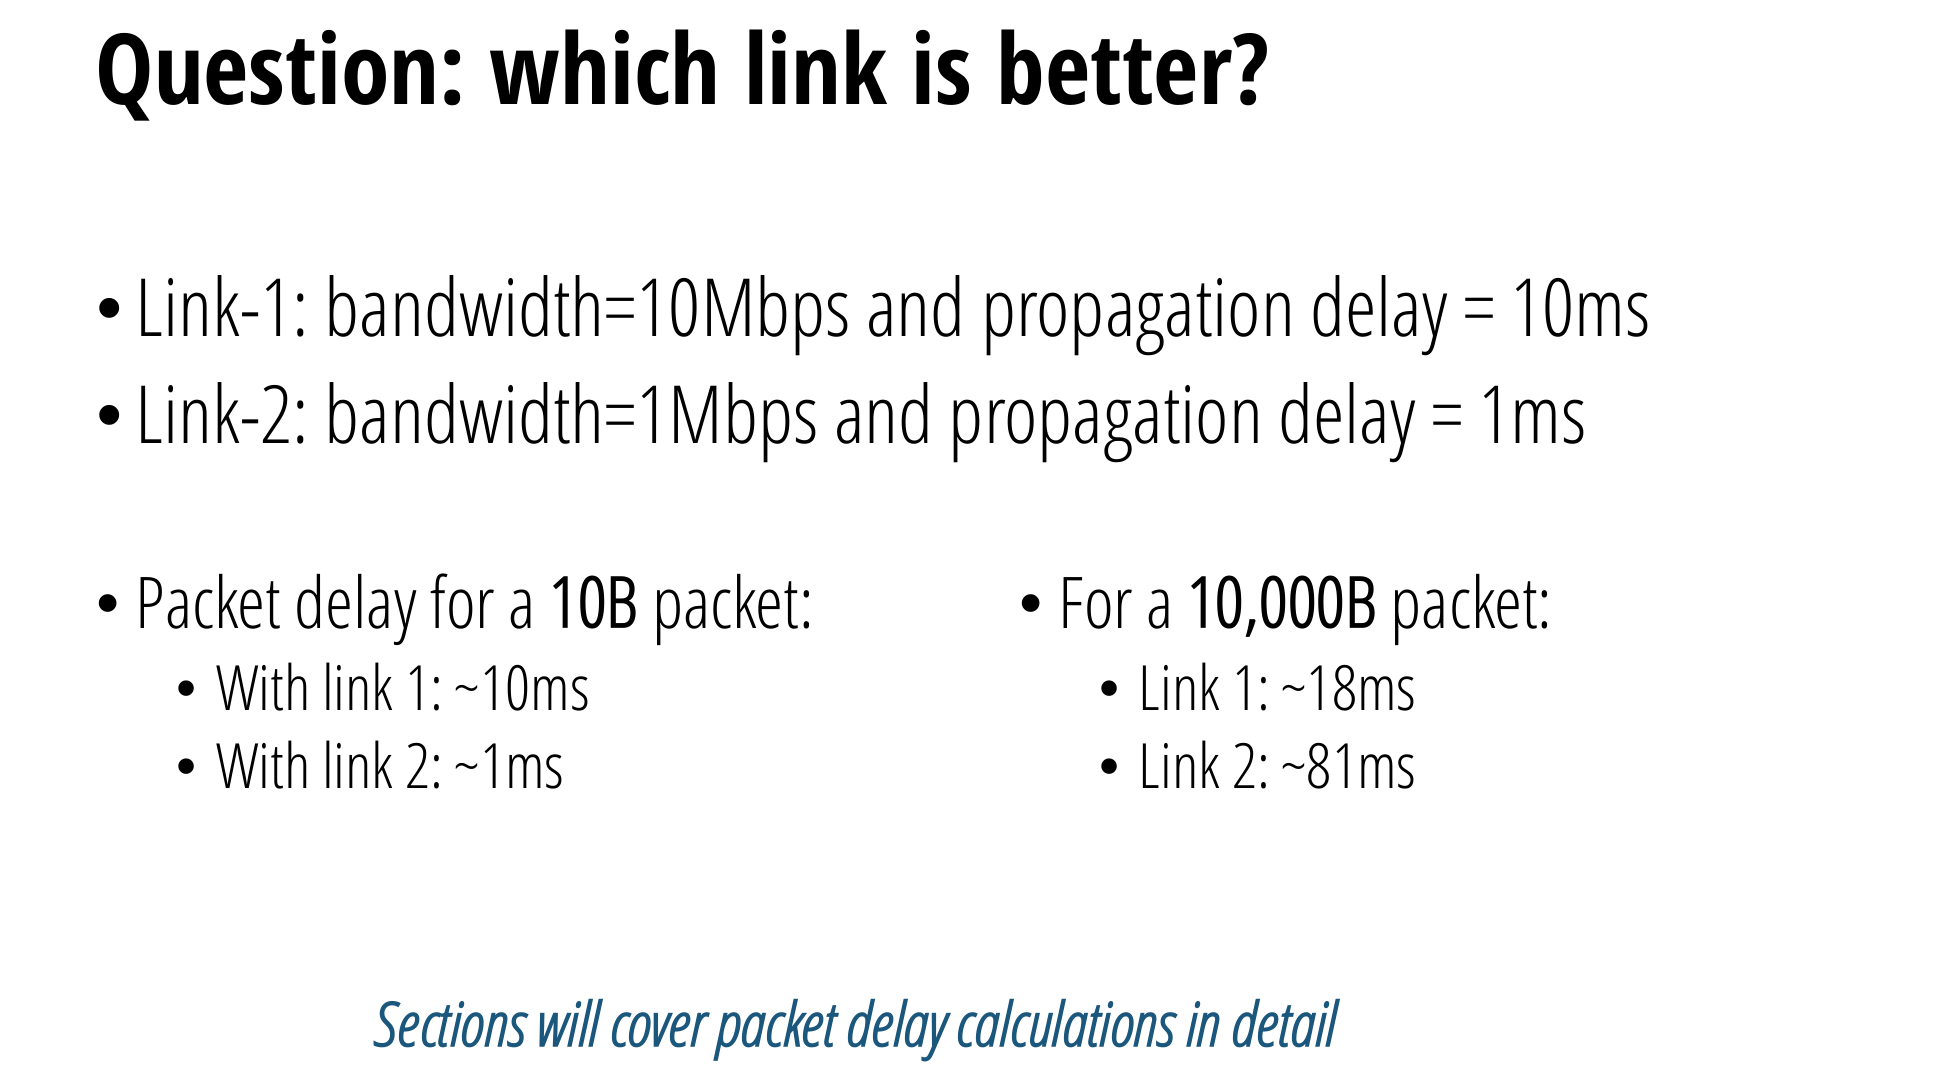 Question: which link is better?
• Link-1: bandwidth=10Mbps and propagation delay = 10ms
• Link-2: bandwidth=1Mbps and propagation delay = 1ms
• Packet delay for a 10B packet:
• With link 1: ~10ms
• With link 2: ~1ms
• For a 10,000B packet:
• Link 1: ~18ms
• Link 2: ~81ms
Sections will cover packet delay calculations in detail